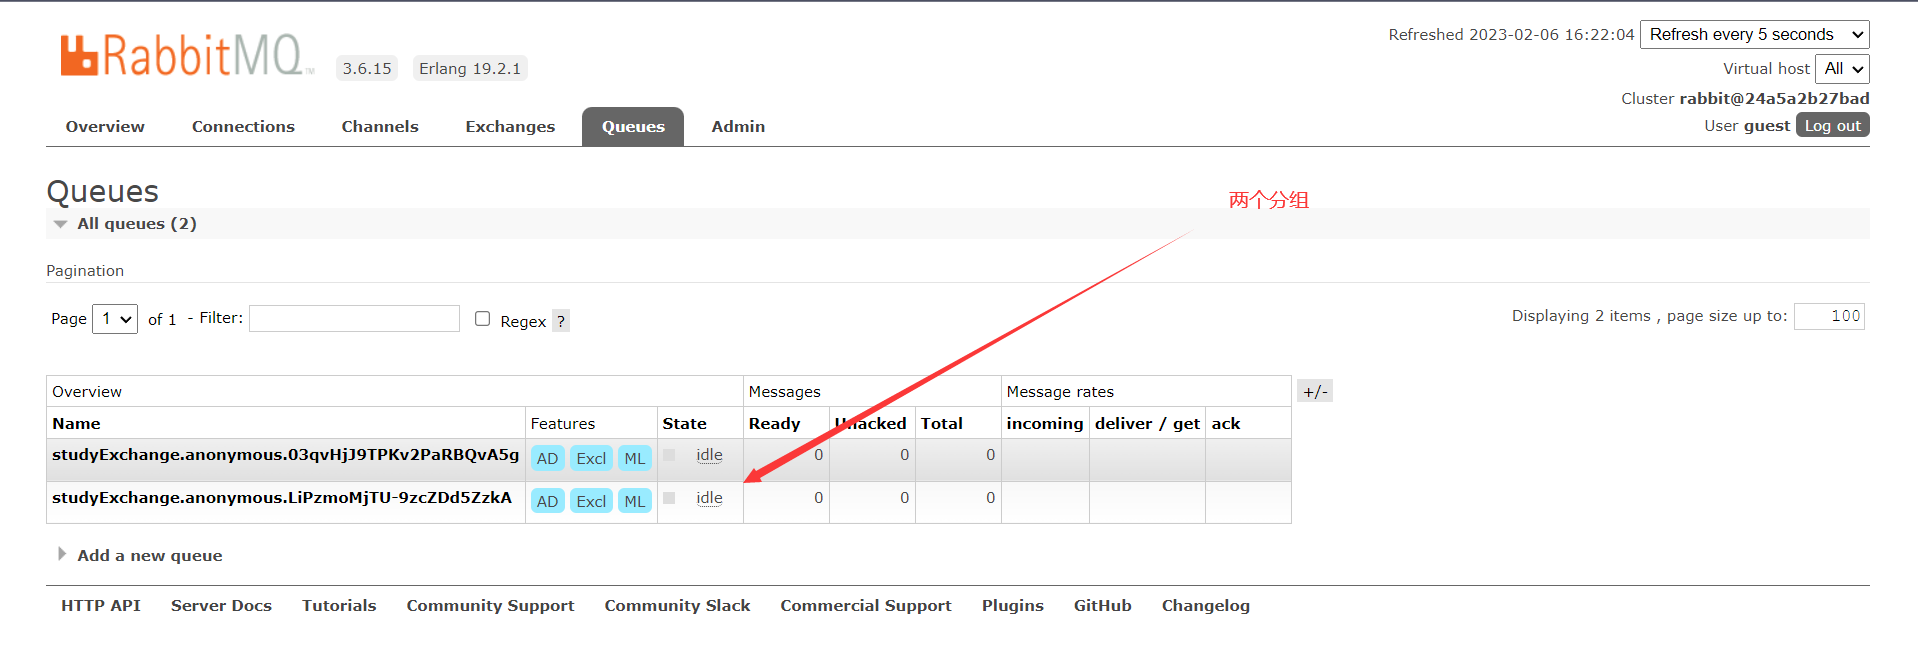 RabbitMQ™ 3.6.15 Erlang 19.2.1
Refreshed 2023-02-06 16:22:04 Refresh every 5 seconds
Virtual host All
Cluster rabbit@24a5a2b27bad
User guest Log out
Overview Connections Channels Exchanges Queues Admin
Queues
两个分组
All queues (2)
Pagination
Page 1 of 1 - Filter: Regex ? Displaying 2 items , page size up to: 100
Overview Messages Message rates +/-
Name Features State Ready Unacked Total incoming deliver / get ack
studyExchange.anonymous.03qvHjJ9TPKv2PaRBQvA5g AD Excl ML idle 0 0 0
studyExchange.anonymous.LiPzmoMjTU-9zcZDd5ZzkA AD Excl ML idle 0 0 0
Add a new queue
HTTP API Server Docs Tutorials Community Support Community Slack Commercial Support Plugins GitHub Changelog